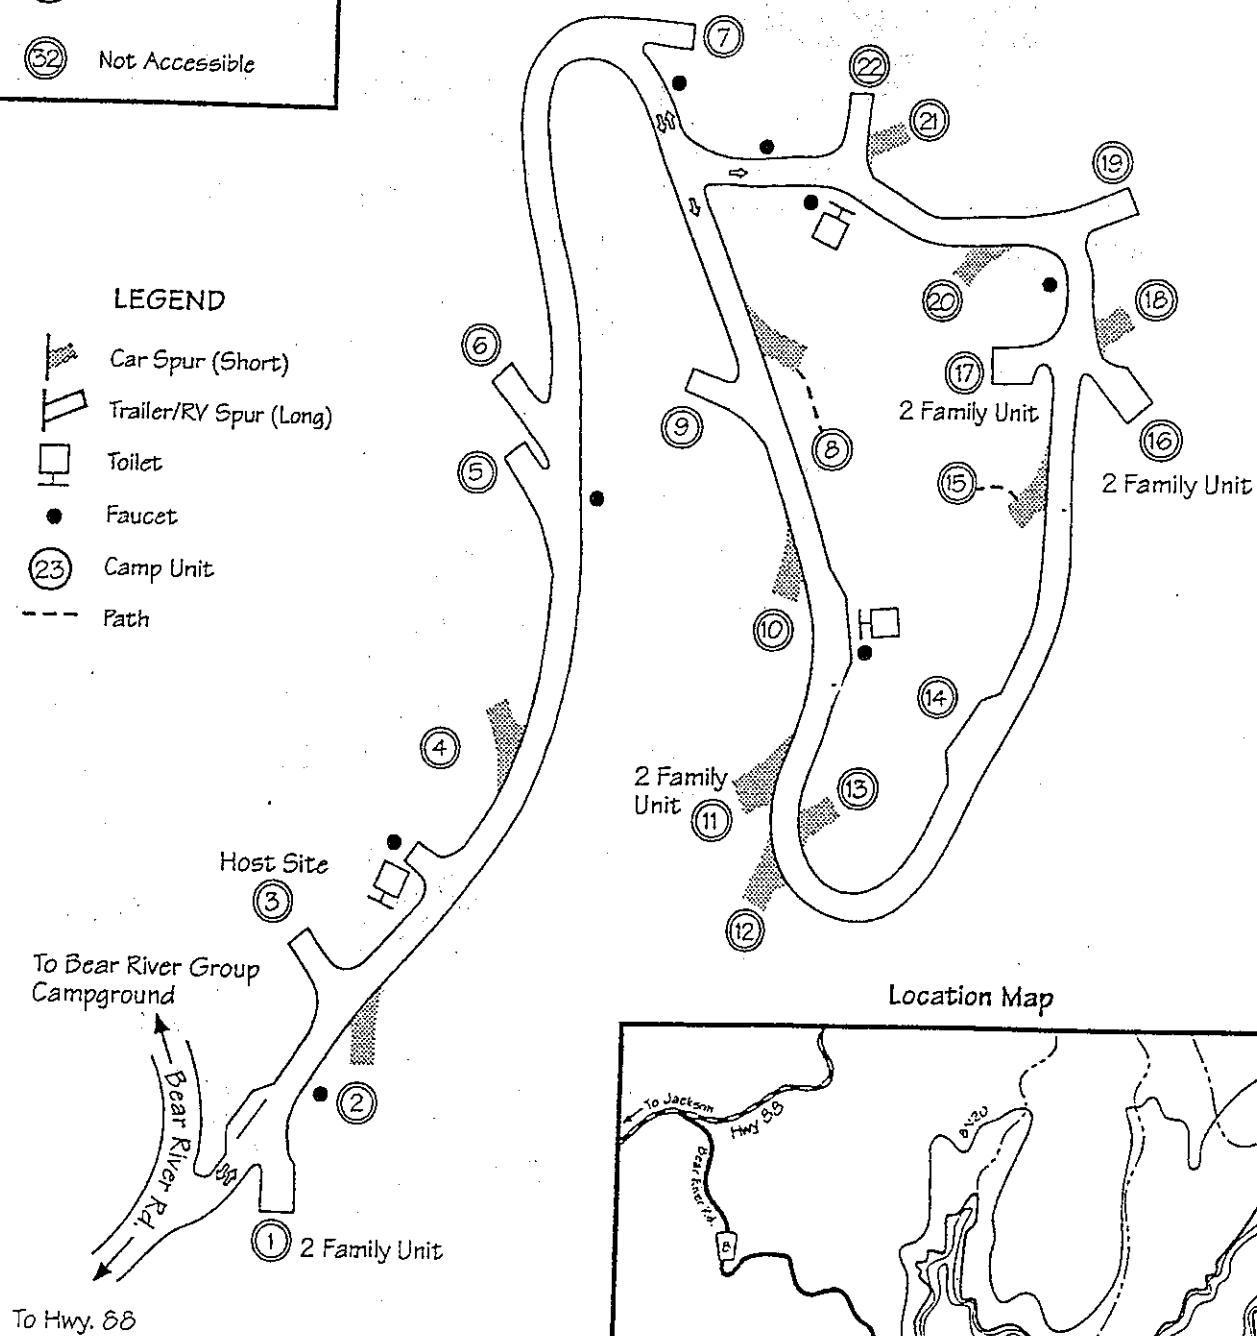 32 Not Accessible
7
22
21
19
LEGEND
Car Spur (Short)
Trailer/RV Spur (Long)
Toilet
Faucet
23 Camp Unit
Path
6
5
20
18
17
2 Family Unit
16
2 Family Unit
9
8
15
10
14
4
2 Family
Unit
11
13
12
Host Site
3
To Bear River Group
Campground
Bear River Rd.
2
1 2 Family Unit
To Hwy. 88
Location Map
To Jackson
Hwy 88
Bear River Rd.
8